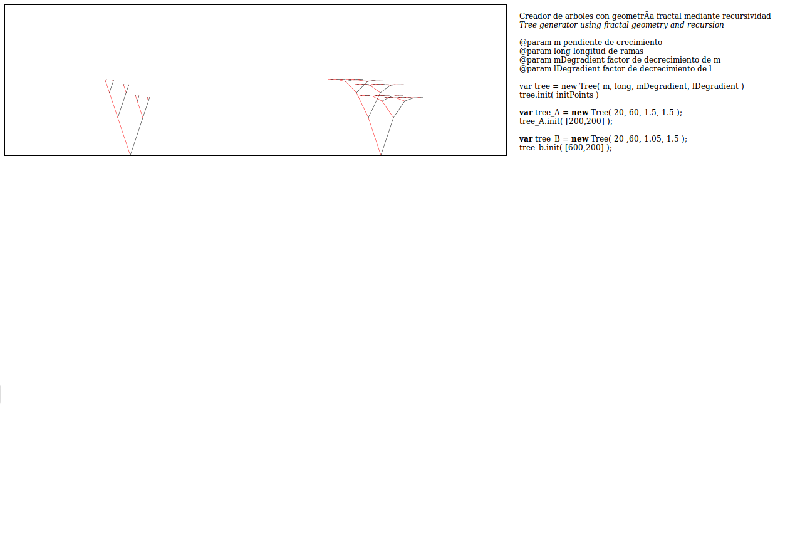 Creador de arboles con geometrÃa fractal mediante recursividad
Tree generator using fractal geometry and recursion
@param m pendiente de crecimiento
@param long longitud de ramas
@param mDegradient factor de decrecimiento de m
@param lDegradient factor de decrecimiento de l
var tree = new Tree( m, long, mDegradient, lDegradient )
tree.init( initPoints )
var tree_A = new Tree( 20, 60, 1.5, 1.5 );
tree_A.init( [200,200] );
var tree_B = new Tree( 20 ,60, 1.05, 1.5 );
tree_b.init( [600,200] );